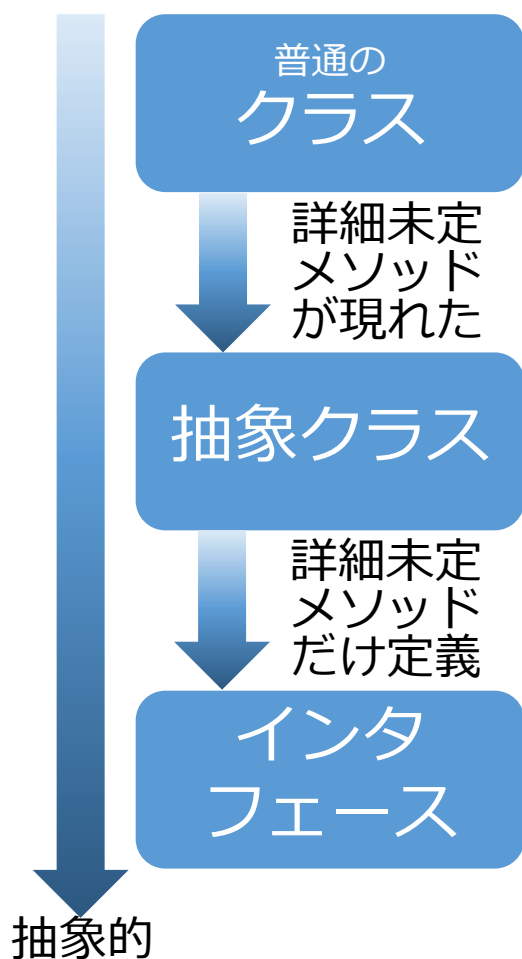 普通の
クラス
詳細未定
メソッド
が現れた
抽象クラス
詳細未定
メソッド
だけ定義
インタ
フェース
抽象的